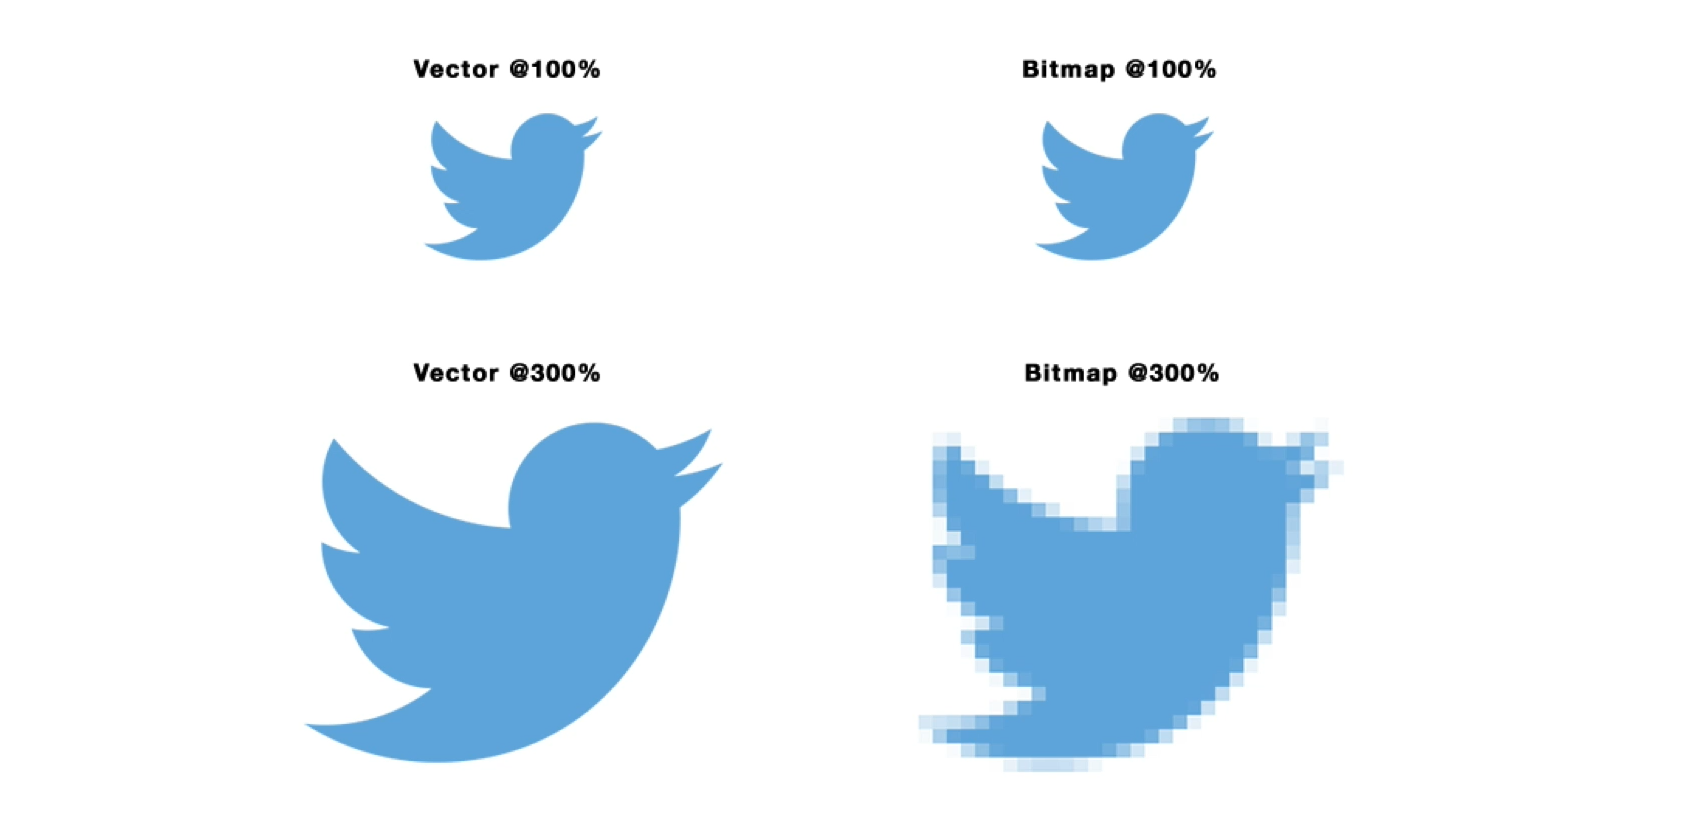 Vector @100%
Bitmap @100%
Vector @300%
Bitmap @300%